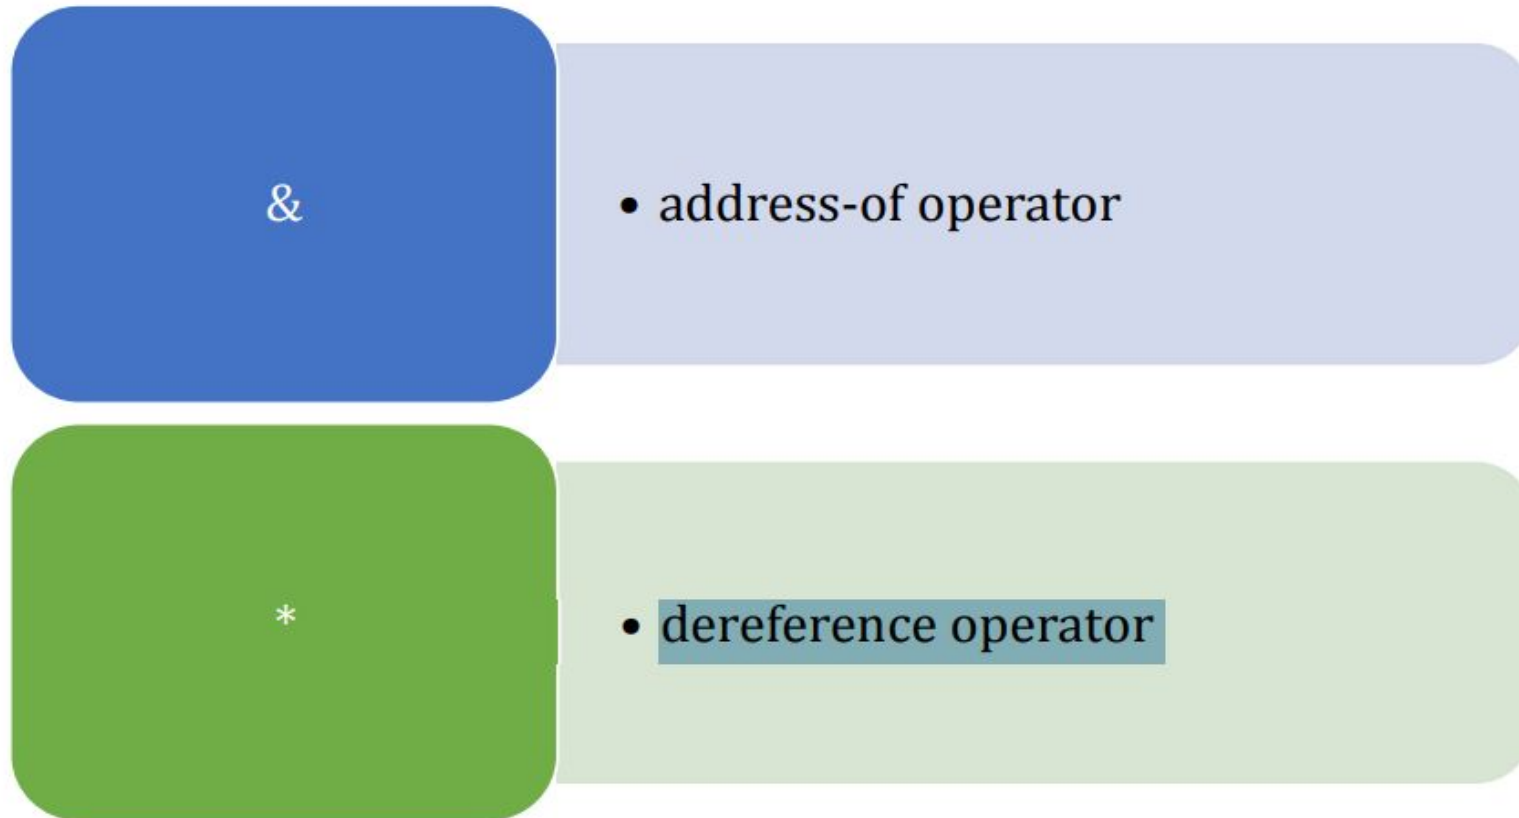 &
• address-of operator
*
• dereference operator